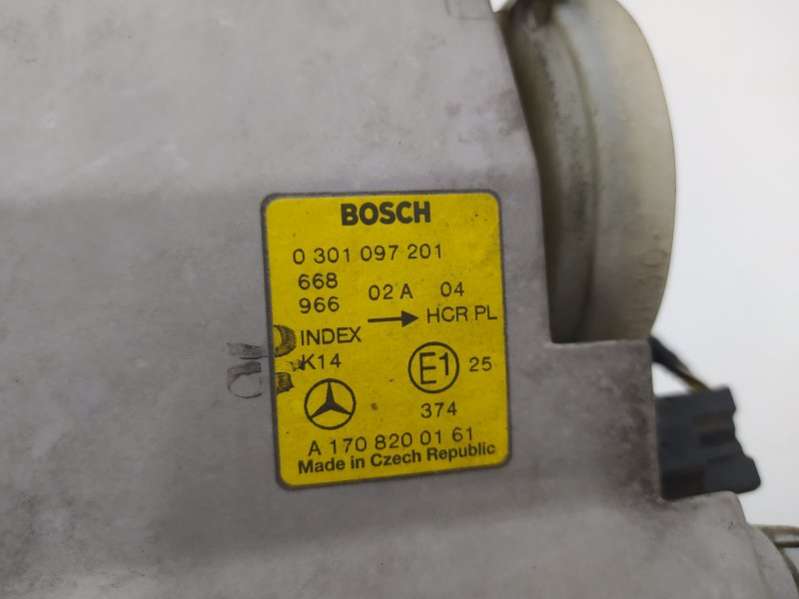 BOSCH
0 301 097 201
668
966 02 A 04
INDEX → HCR PL
K14 E1 25
374
A 170 820 01 61
Made in Czech Republic